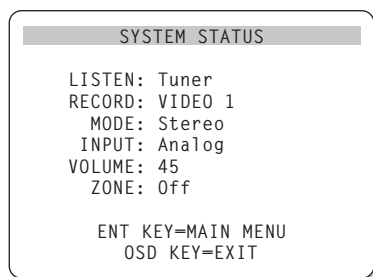 SYSTEM STATUS
LISTEN: Tuner
RECORD: VIDEO 1
MODE: Stereo
INPUT: Analog
VOLUME: 45
ZONE: Off
ENT KEY=MAIN MENU
OSD KEY=EXIT